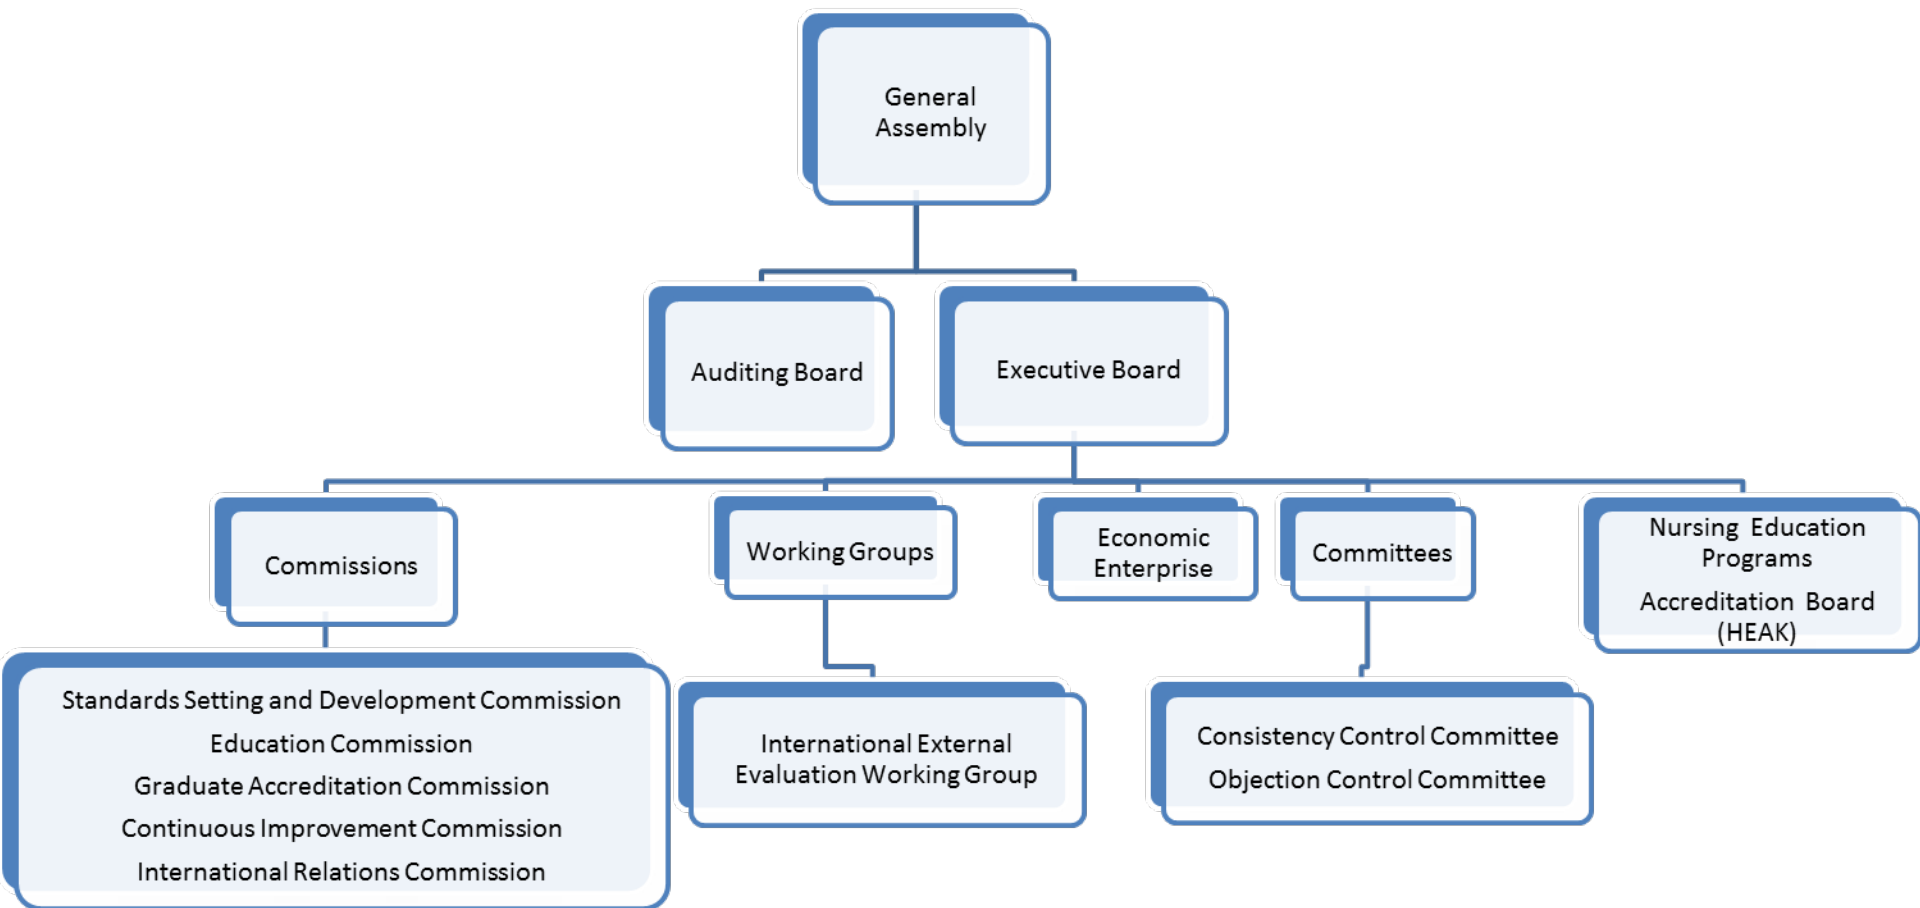 General
Assembly
Auditing Board
Executive Board
Commissions
Working Groups
Economic
Enterprise
Committees
Nursing Education
Programs
Accreditation Board
(HEAK)
Standards Setting and Development Commission
Education Commission
Graduate Accreditation Commission
Continuous Improvement Commission
International Relations Commission
International External
Evaluation Working Group
Consistency Control Committee
Objection Control Committee